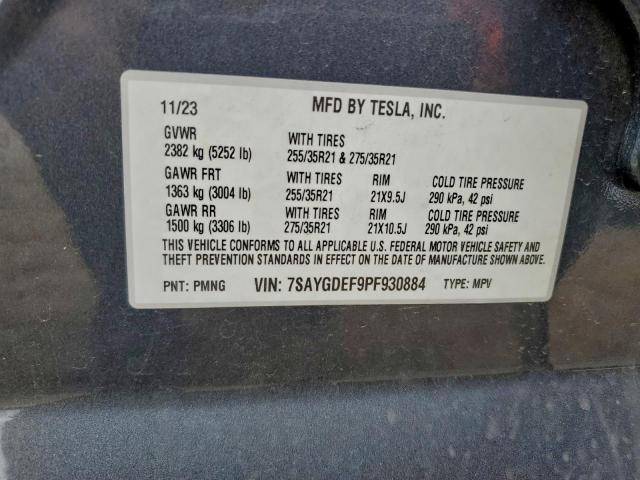 11/23 MFD BY TESLA, INC.
GVWR WITH TIRES
2382 kg (5252 lb) 255/35R21 & 275/35R21
GAWR FRT WITH TIRES RIM COLD TIRE PRESSURE
1363 kg (3004 lb) 255/35R21 21X9.5J 290 kPa, 42 psi
GAWR RR WITH TIRES RIM COLD TIRE PRESSURE
1500 kg (3306 lb) 275/35R21 21X10.5J 290 kPa, 42 psi
THIS VEHICLE CONFORMS TO ALL APPLICABLE U.S. FEDERAL MOTOR VEHICLE SAFETY AND
THEFT PREVENTION STANDARDS IN EFFECT ON THE DATE OF MANUFACTURE SHOWN ABOVE.
PNT: PMNG VIN: 7SAYGDEF9PF930884 TYPE: MPV